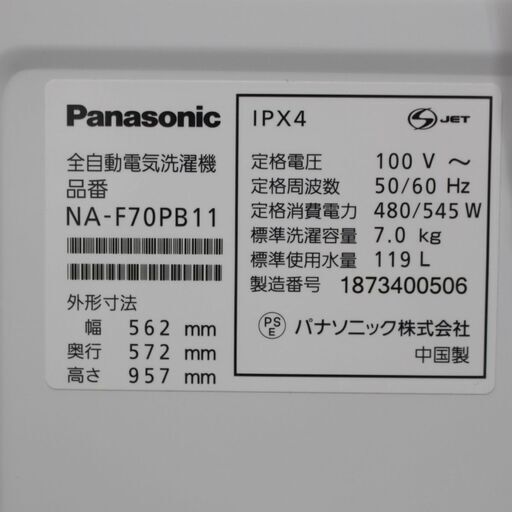 Panasonic
全自動電気洗濯機
品番
NA-F70PB11
外形寸法
幅 562 mm
奥行 572 mm
高さ 957 mm
IPX4
S JET
定格電圧 100 V ～
定格周波数 50/60 Hz
定格消費電力 480/545 W
標準洗濯容量 7.0 kg
標準使用水量 119 L
製造番号 1873400506
PSE パナソニック株式会社
中国製